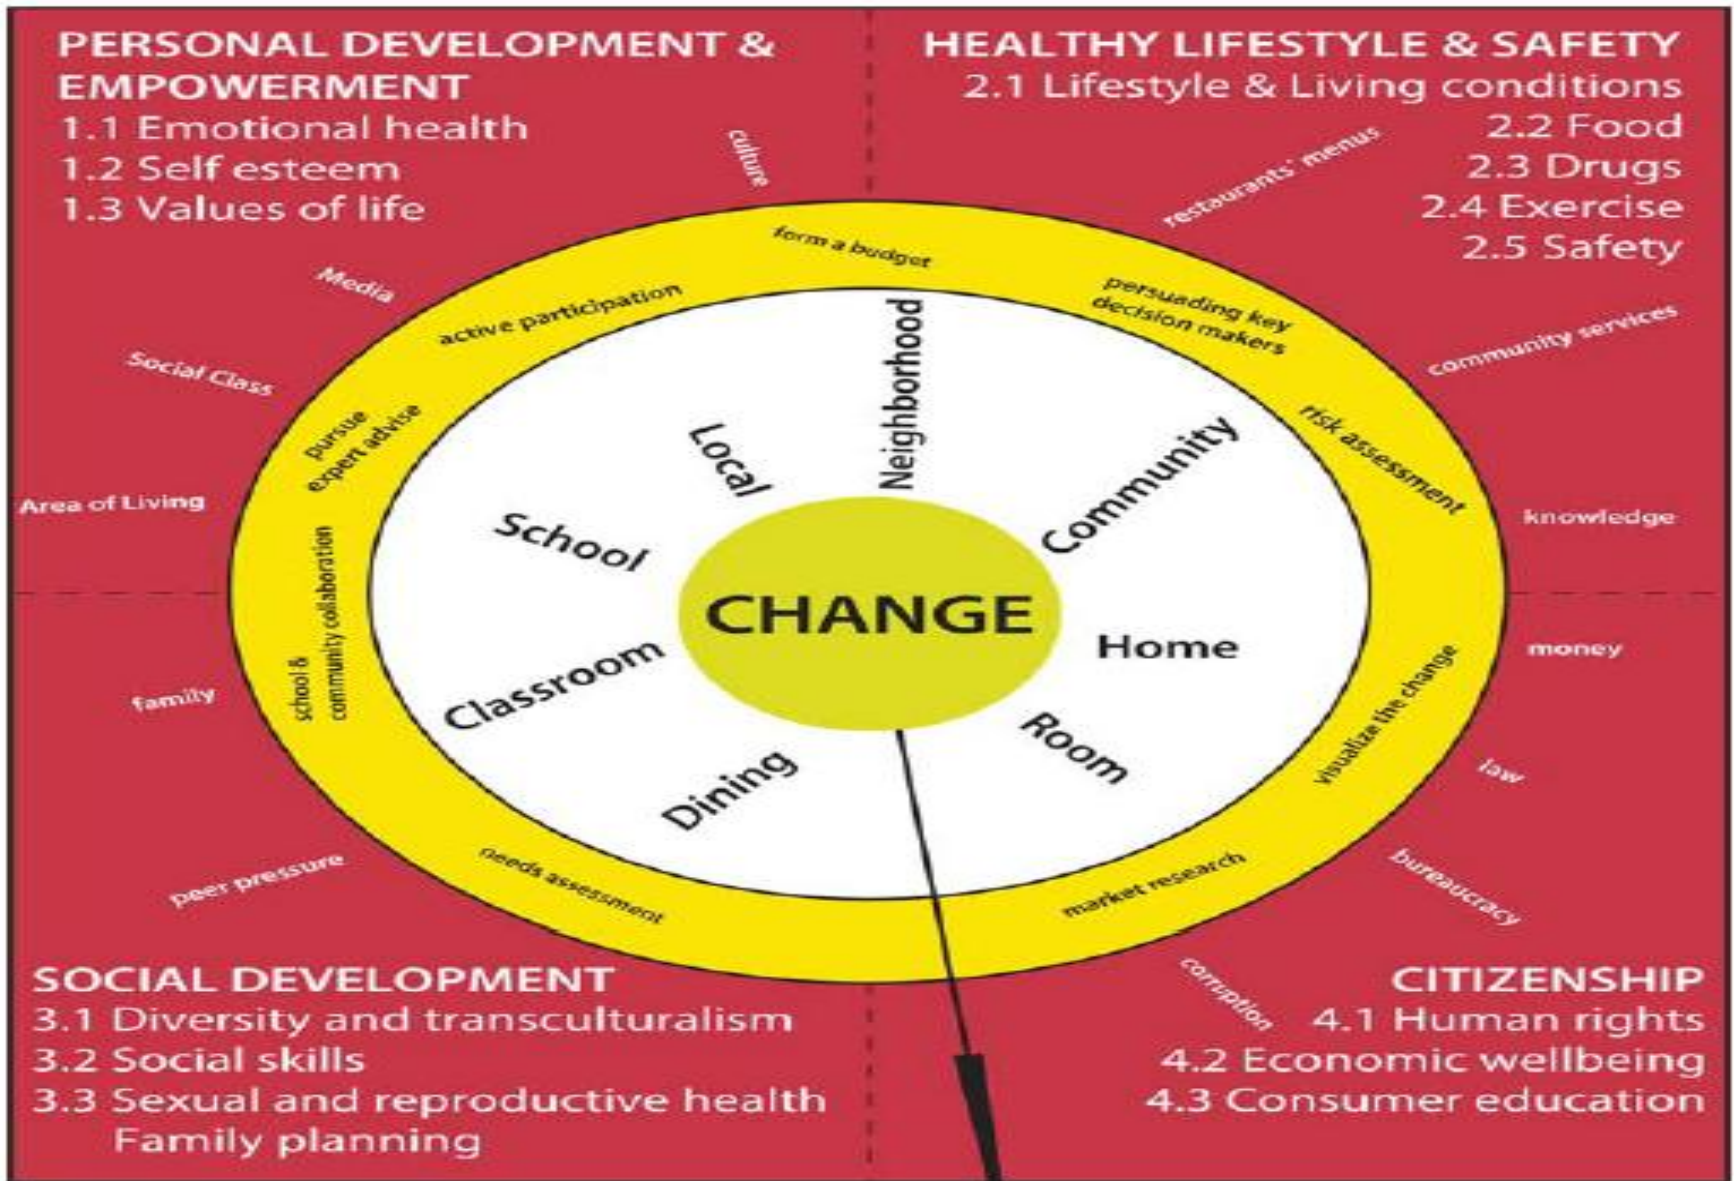 PERSONAL DEVELOPMENT &
EMPOWERMENT
1.1 Emotional health
1.2 Self esteem
1.3 Values of life
HEALTHY LIFESTYLE & SAFETY
2.1 Lifestyle & Living conditions
2.2 Food
2.3 Drugs
2.4 Exercise
2.5 Safety
culture
restaurants' menus
Media
community services
Social Class
knowledge
Area of Living
money
family
law
peer pressure
bureaucracy
corruption
form a budget
persuading key
decision makers
active participation
risk assessment
pursue
expert advise
school &
community collaboration
visualize the change
needs assessment
market research
Neighborhood
Local
Community
School
CHANGE
Home
Classroom
Room
Dining
SOCIAL DEVELOPMENT
3.1 Diversity and transculturalism
3.2 Social skills
3.3 Sexual and reproductive health
Family planning
CITIZENSHIP
4.1 Human rights
4.2 Economic wellbeing
4.3 Consumer education